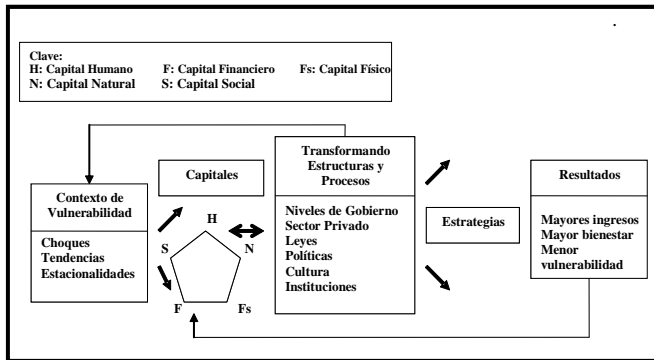 Clave:
H: Capital Humano F: Capital Financiero Fs: Capital Físico
N: Capital Natural S: Capital Social
Capitales
Transformando
Estructuras y
Procesos
Resultados
Contexto de
Vulnerabilidad
Choques
Tendencias
Estacionalidades
H
S
N
F
Fs
Niveles de Gobierno
Sector Privado
Leyes
Políticas
Cultura
Instituciones
Estrategias
Mayores ingresos
Mayor bienestar
Menor
vulnerabilidad